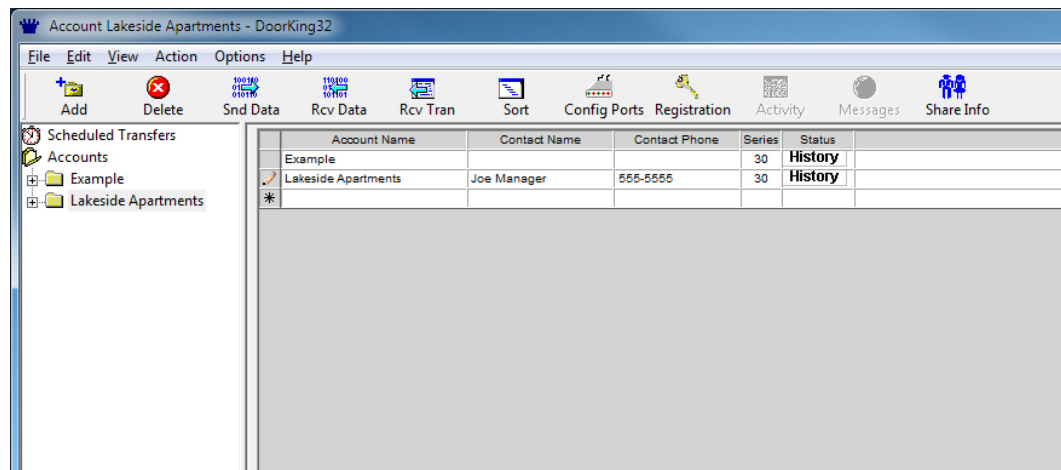 Account Lakeside Apartments - DoorKing32
File Edit View Action Options Help
Add Delete Snd Data Rcv Data Rcv Tran Sort Config Ports Registration Activity Messages Share Info
Scheduled Transfers
Accounts
Example
Lakeside Apartments
Account Name Contact Name Contact Phone Series Status
Example 30 History
Lakeside Apartments Joe Manager 555-5555 30 History